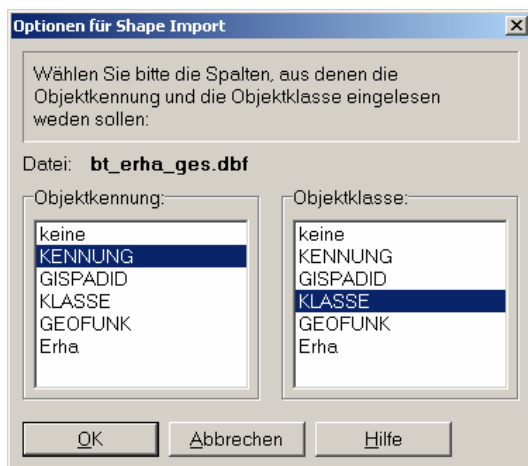 Optionen für Shape Import
Wählen Sie bitte die Spalten, aus denen die
Objektkennung und die Objektklasse eingelesen
weden sollen:
Datei: bt_erha_ges.dbf
Objektkennung:
keine
KENNUNG
GISPADID
KLASSE
GEOFUNK
Erha
Objektklasse:
keine
KENNUNG
GISPADID
KLASSE
GEOFUNK
Erha
OK Abbrechen Hilfe